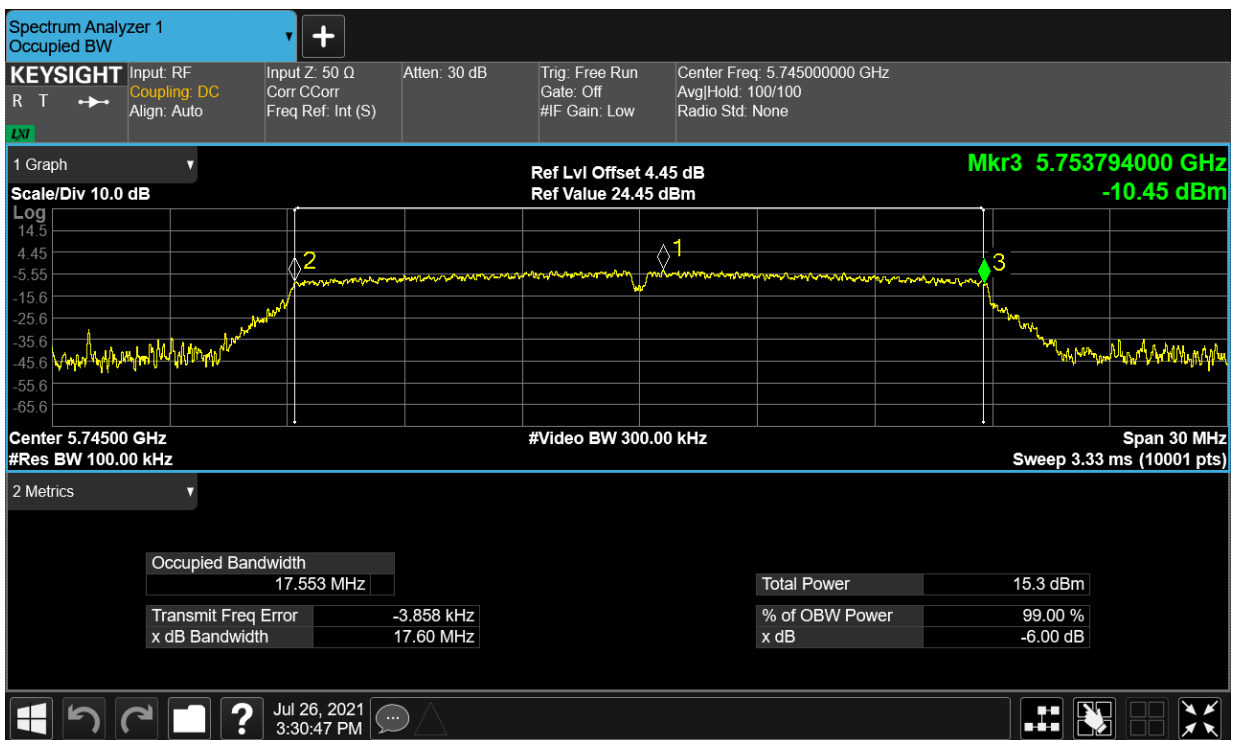 Spectrum Analyzer 1
Occupied BW
KEYSIGHT
R T
LXI
Input: RF
Coupling: DC
Align: Auto
Input Z: 50 Ω
Corr CCorr
Freq Ref: Int (S)
Atten: 30 dB
Trig: Free Run
Gate: Off
#IF Gain: Low
Center Freq: 5.745000000 GHz
Avg|Hold: 100/100
Radio Std: None
1 Graph
Scale/Div 10.0 dB
Ref Lvl Offset 4.45 dB
Ref Value 24.45 dBm
Mkr3 5.753794000 GHz
-10.45 dBm
Log
14.5
4.45
-5.55
-15.6
-25.6
-35.6
-45.6
-55.6
-65.6
2
1
3
Center 5.74500 GHz
#Res BW 100.00 kHz
#Video BW 300.00 kHz
Span 30 MHz
Sweep 3.33 ms (10001 pts)
2 Metrics
Occupied Bandwidth
17.553 MHz
Transmit Freq Error -3.858 kHz
x dB Bandwidth 17.60 MHz
Total Power 15.3 dBm
% of OBW Power 99.00 %
x dB -6.00 dB
?
Jul 26, 2021
3:30:47 PM